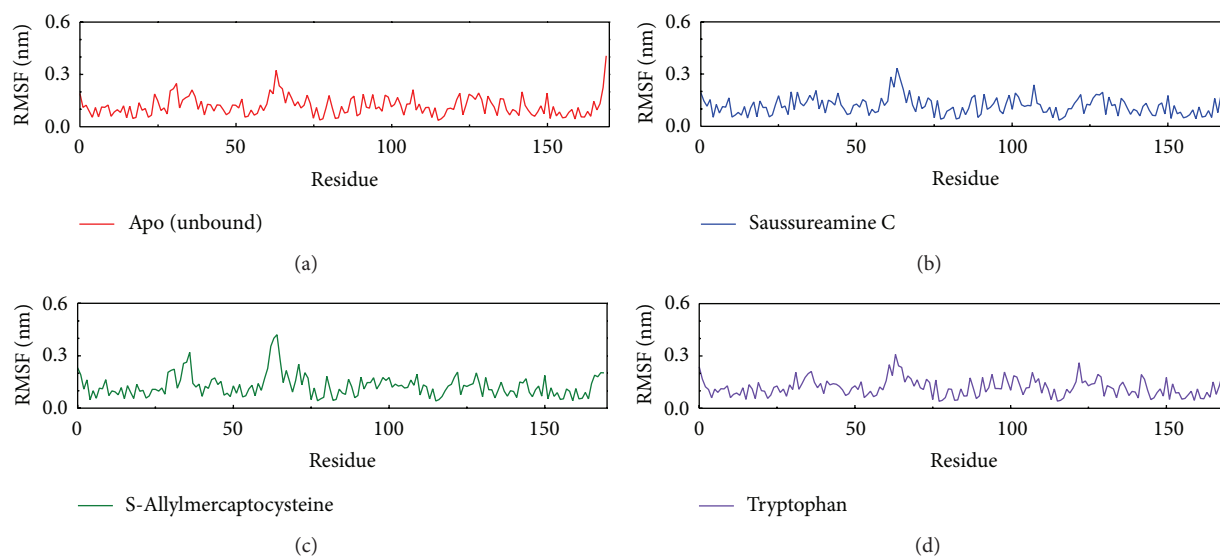 RMSF (nm)
0.6
0.3
0.0
0 50 100 150
Residue
Apo (unbound)
(a)
RMSF (nm)
0.6
0.3
0.0
0 50 100 150
Residue
Saussureamine C
(b)
RMSF (nm)
0.6
0.3
0.0
0 50 100 150
Residue
S-Allylmercaptocysteine
(c)
RMSF (nm)
0.6
0.3
0.0
0 50 100 150
Residue
Tryptophan
(d)